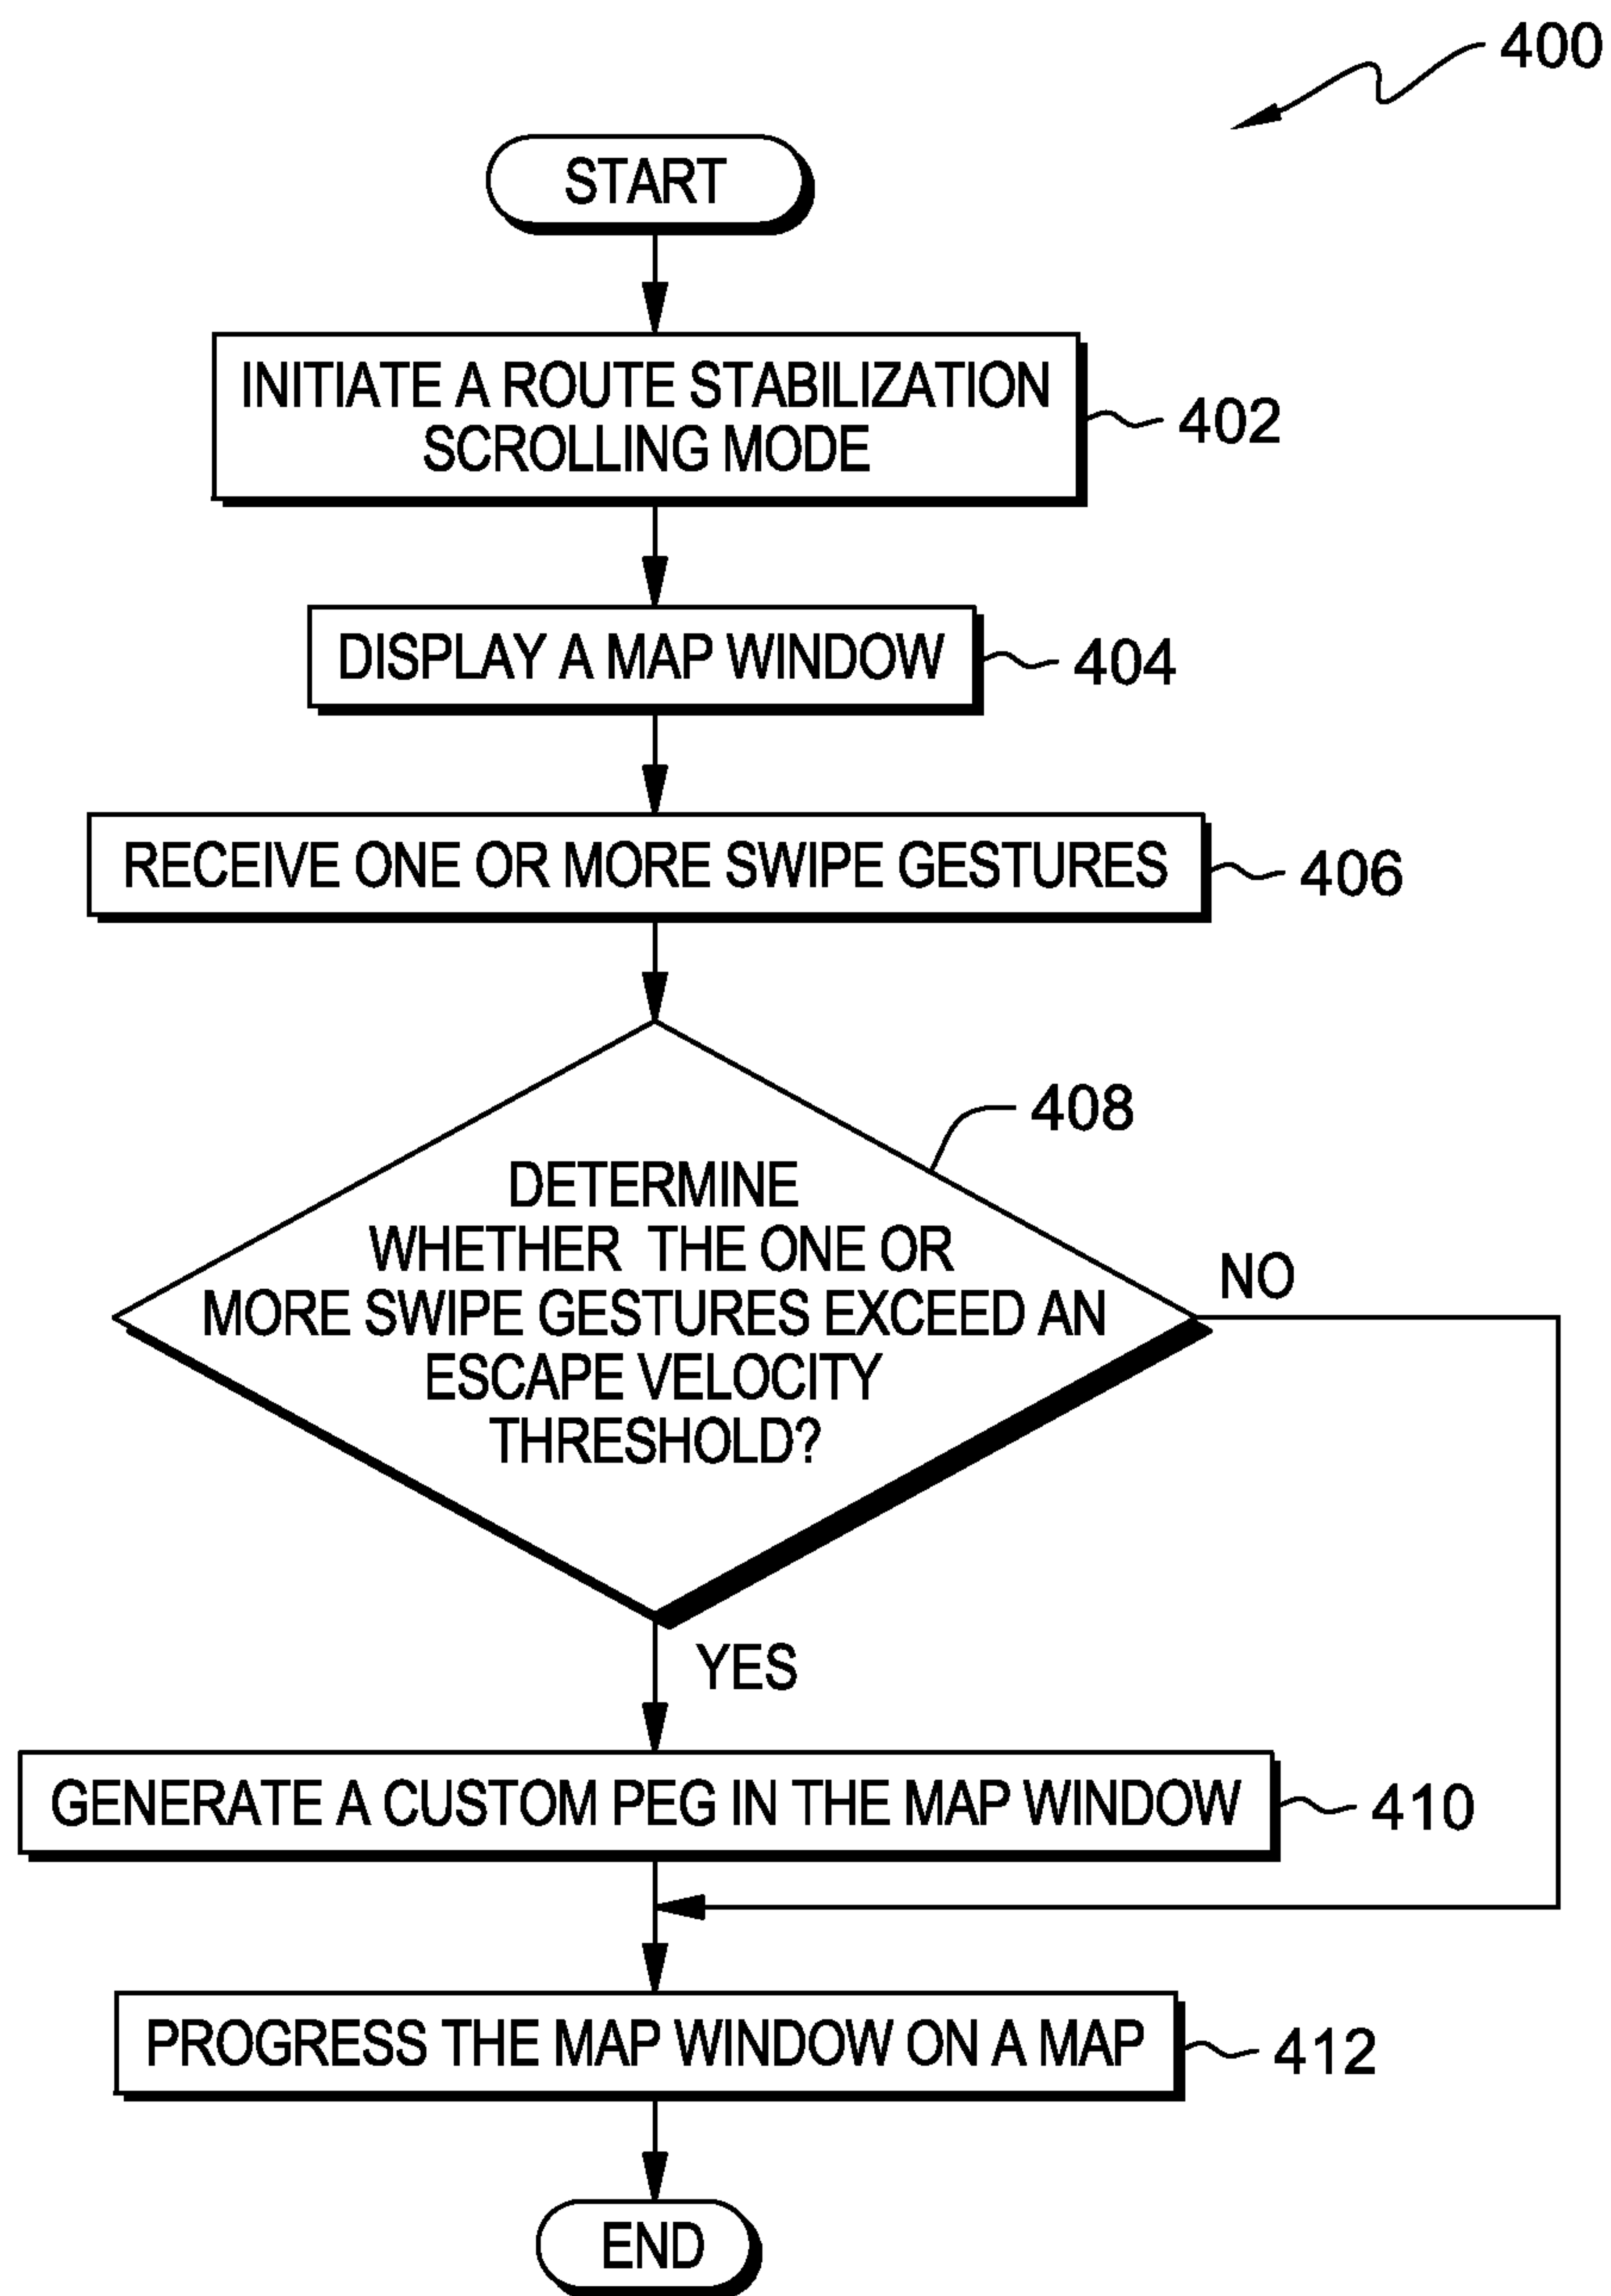 400
START
INITIATE A ROUTE STABILIZATION
SCROLLING MODE
402
DISPLAY A MAP WINDOW
404
RECEIVE ONE OR MORE SWIPE GESTURES
406
408
DETERMINE
WHETHER THE ONE OR
MORE SWIPE GESTURES EXCEED AN
ESCAPE VELOCITY
THRESHOLD?
NO
YES
GENERATE A CUSTOM PEG IN THE MAP WINDOW
410
PROGRESS THE MAP WINDOW ON A MAP
412
END